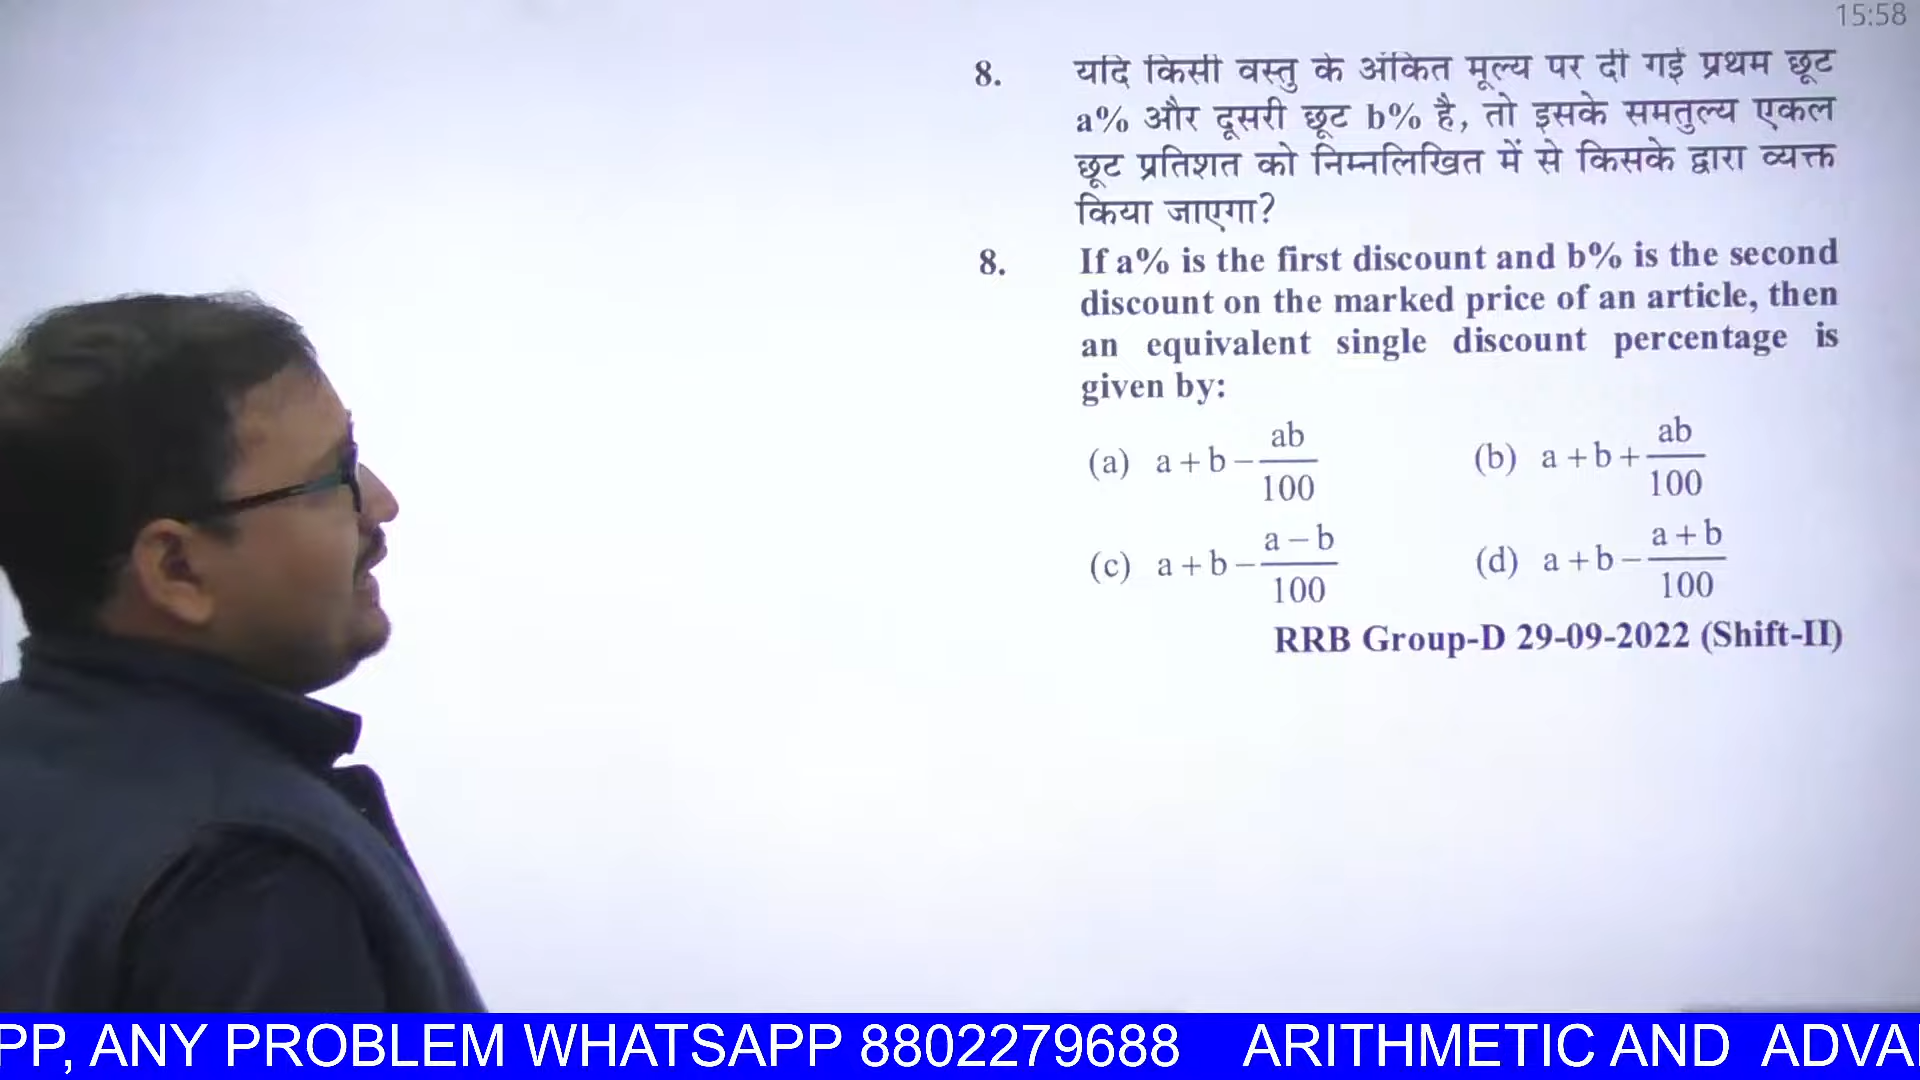 15:58
8. यदि किसी वस्तु के अंकित मूल्य पर दी गई प्रथम छूट
a% और दूसरी छूट b% है, तो इसके समतुल्य एकल
छूट प्रतिशत को निम्नलिखित में से किसके द्वारा व्यक्त
किया जाएगा?
8. If a% is the first discount and b% is the second
discount on the marked price of an article, then
an equivalent single discount percentage is
given by:
(a) a + b − ab/100 (b) a + b + ab/100
(c) a + b − a − b/100 (d) a + b − a + b/100
RRB Group-D 29-09-2022 (Shift-II)
PP, ANY PROBLEM WHATSAPP 8802279688 ARITHMETIC AND ADVA